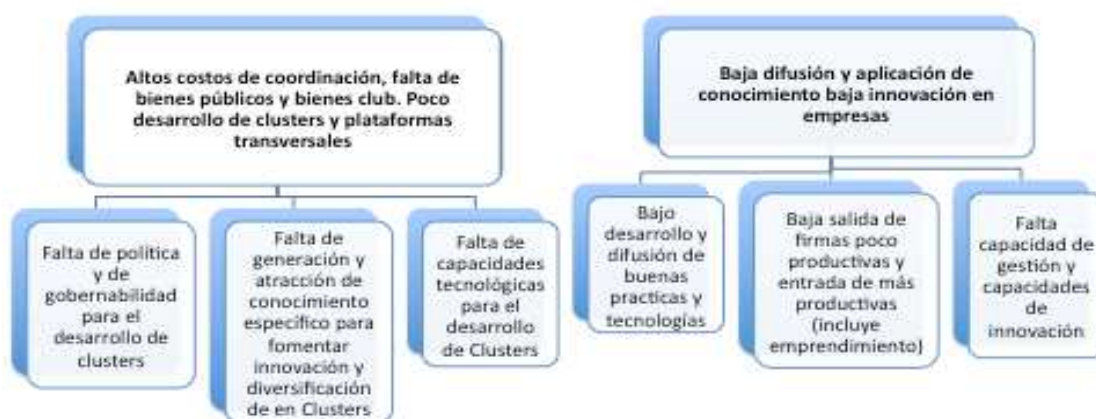 Altos costos de coordinación, falta de
bienes públicos y bienes club. Poco
desarrollo de clusters y plataformas
transversales
Falta de política
y de
gobernabilidad
para el
desarrollo de
clusters
Falta de
generación y
atracción de
conocimiento
específico para
fomentar
innovación y
diversificación
de en Clusters
Falta de
capacidades
tecnológicas
para el
desarrollo
de Clusters
Baja difusión y aplicación de
conocimiento baja innovación en
empresas
Bajo
desarrollo y
difusión de
buenas
practicas y
tecnologías
Baja salida de
firmas poco
productivas y
entrada de más
productivas
(incluye
emprendimiento)
Falta
capacidad de
gestión y
capacidades
de
innovación